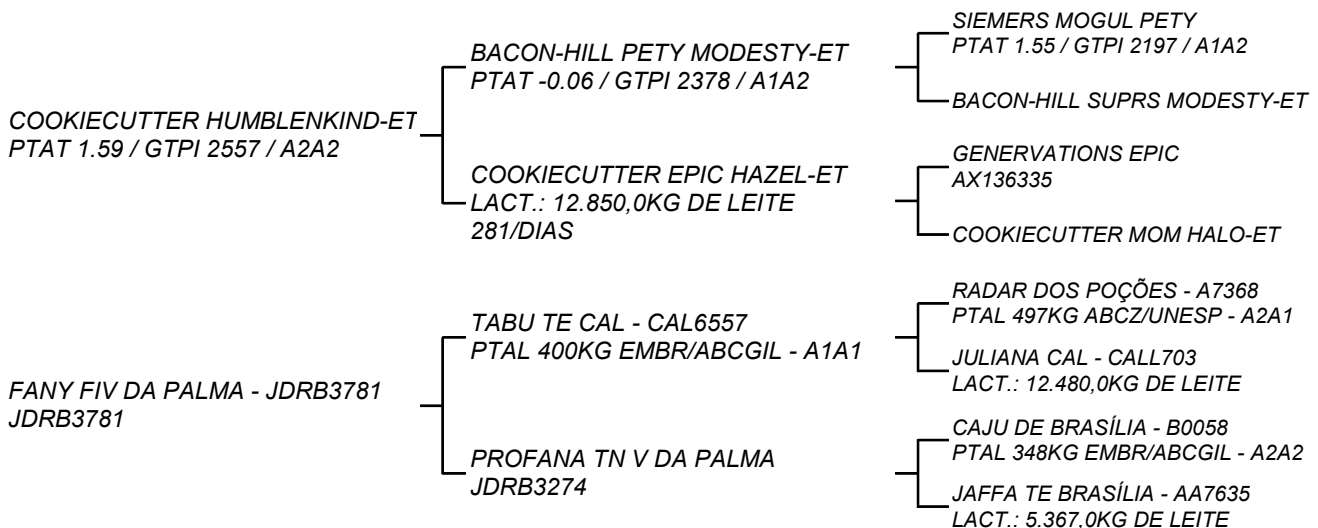 COOKIECUTTER HUMBLENKIND-ET
PTAT 1.59 / GTPI 2557 / A2A2
BACON-HILL PETY MODESTY-ET
PTAT -0.06 / GTPI 2378 / A1A2
SIEMERS MOGUL PETY
PTAT 1.55 / GTPI 2197 / A1A2
BACON-HILL SUPRS MODESTY-ET
COOKIECUTTER EPIC HAZEL-ET
LACT.: 12.850,0KG DE LEITE
281/DIAS
GENERVATIONS EPIC
AX136335
COOKIECUTTER MOM HALO-ET
FANY FIV DA PALMA - JDRB3781
JDRB3781
TABU TE CAL - CAL6557
PTAL 400KG EMBR/ABCGIL - A1A1
RADAR DOS POÇÕES - A7368
PTAL 497KG ABCZ/UNESP - A2A1
JULIANA CAL - CALL703
LACT.: 12.480,0KG DE LEITE
PROFANA TN V DA PALMA
JDRB3274
CAJU DE BRASÍLIA - B0058
PTAL 348KG EMBR/ABCGIL - A2A2
JAFFA TE BRASÍLIA - AA7635
LACT.: 5.367,0KG DE LEITE